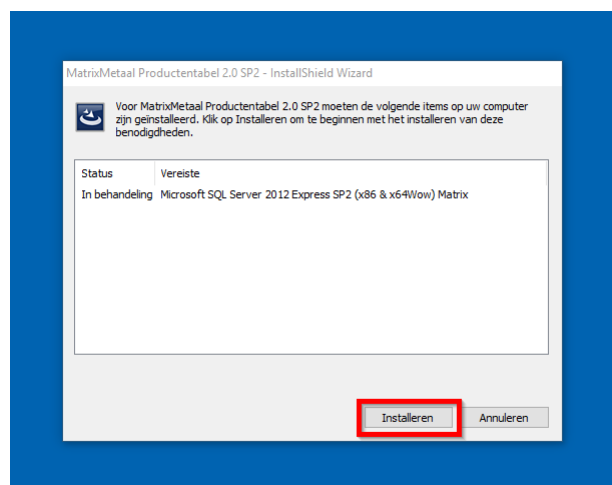 MatrixMetaal Productentabel 2.0 SP2 - InstallShield Wizard
Voor MatrixMetaal Productentabel 2.0 SP2 moeten de volgende items op uw computer
zijn geïnstalleerd. Klik op Installeren om te beginnen met het installeren van deze
benodigdheden.
Status Vereiste
In behandeling Microsoft SQL Server 2012 Express SP2 (x86 & x64Wow) Matrix
Installeren Annuleren